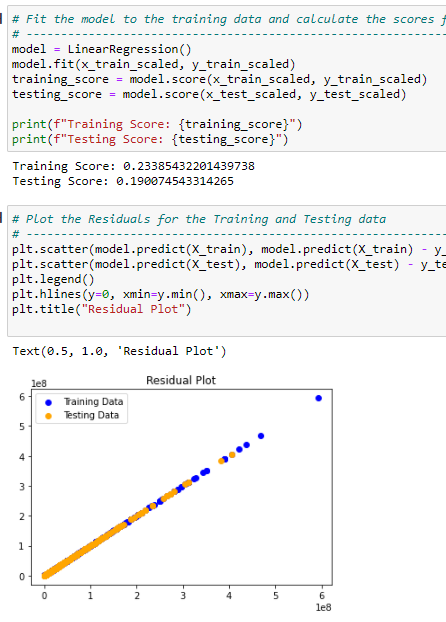 # Fit the model to the training data and calculate the scores f
# ---------------------------------------------------------
model = LinearRegression()
model.fit(x_train_scaled, y_train_scaled)
training_score = model.score(x_train_scaled, y_train_scaled)
testing_score = model.score(x_test_scaled, y_test_scaled)
print(f"Training Score: {training_score}")
print(f"Testing Score: {testing_score}")
Training Score: 0.23385432201439738
Testing Score: 0.190074543314265
# Plot the Residuals for the Training and Testing data
# ---------------------------------------------------------
plt.scatter(model.predict(X_train), model.predict(X_train) - y_
plt.scatter(model.predict(X_test), model.predict(X_test) - y_te
plt.legend()
plt.hlines(y=0, xmin=y.min(), xmax=y.max())
plt.title("Residual Plot")
Text(0.5, 1.0, 'Residual Plot')
1e8
Residual Plot
Training Data
Testing Data
6
5
4
3
2
1
0
0 1 2 3 4 5 6
1e8